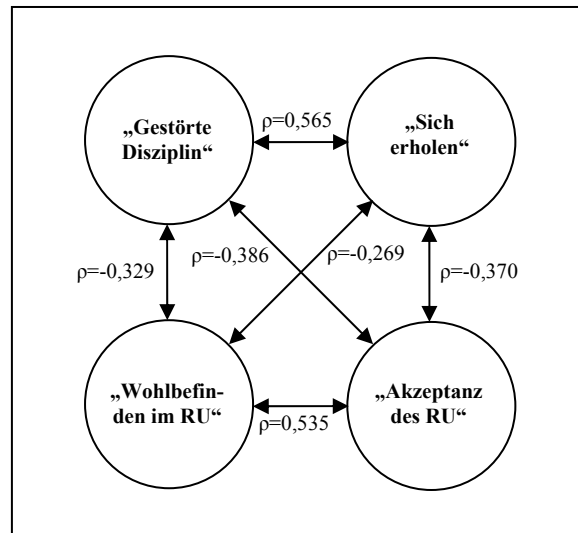 „Gestörte
Disziplin“
ρ=0,565
„Sich
erholen“
ρ=-0,329
ρ=-0,386
ρ=-0,269
ρ=-0,370
„Wohlbefin-
den im RU“
ρ=0,535
„Akzeptanz
des RU“